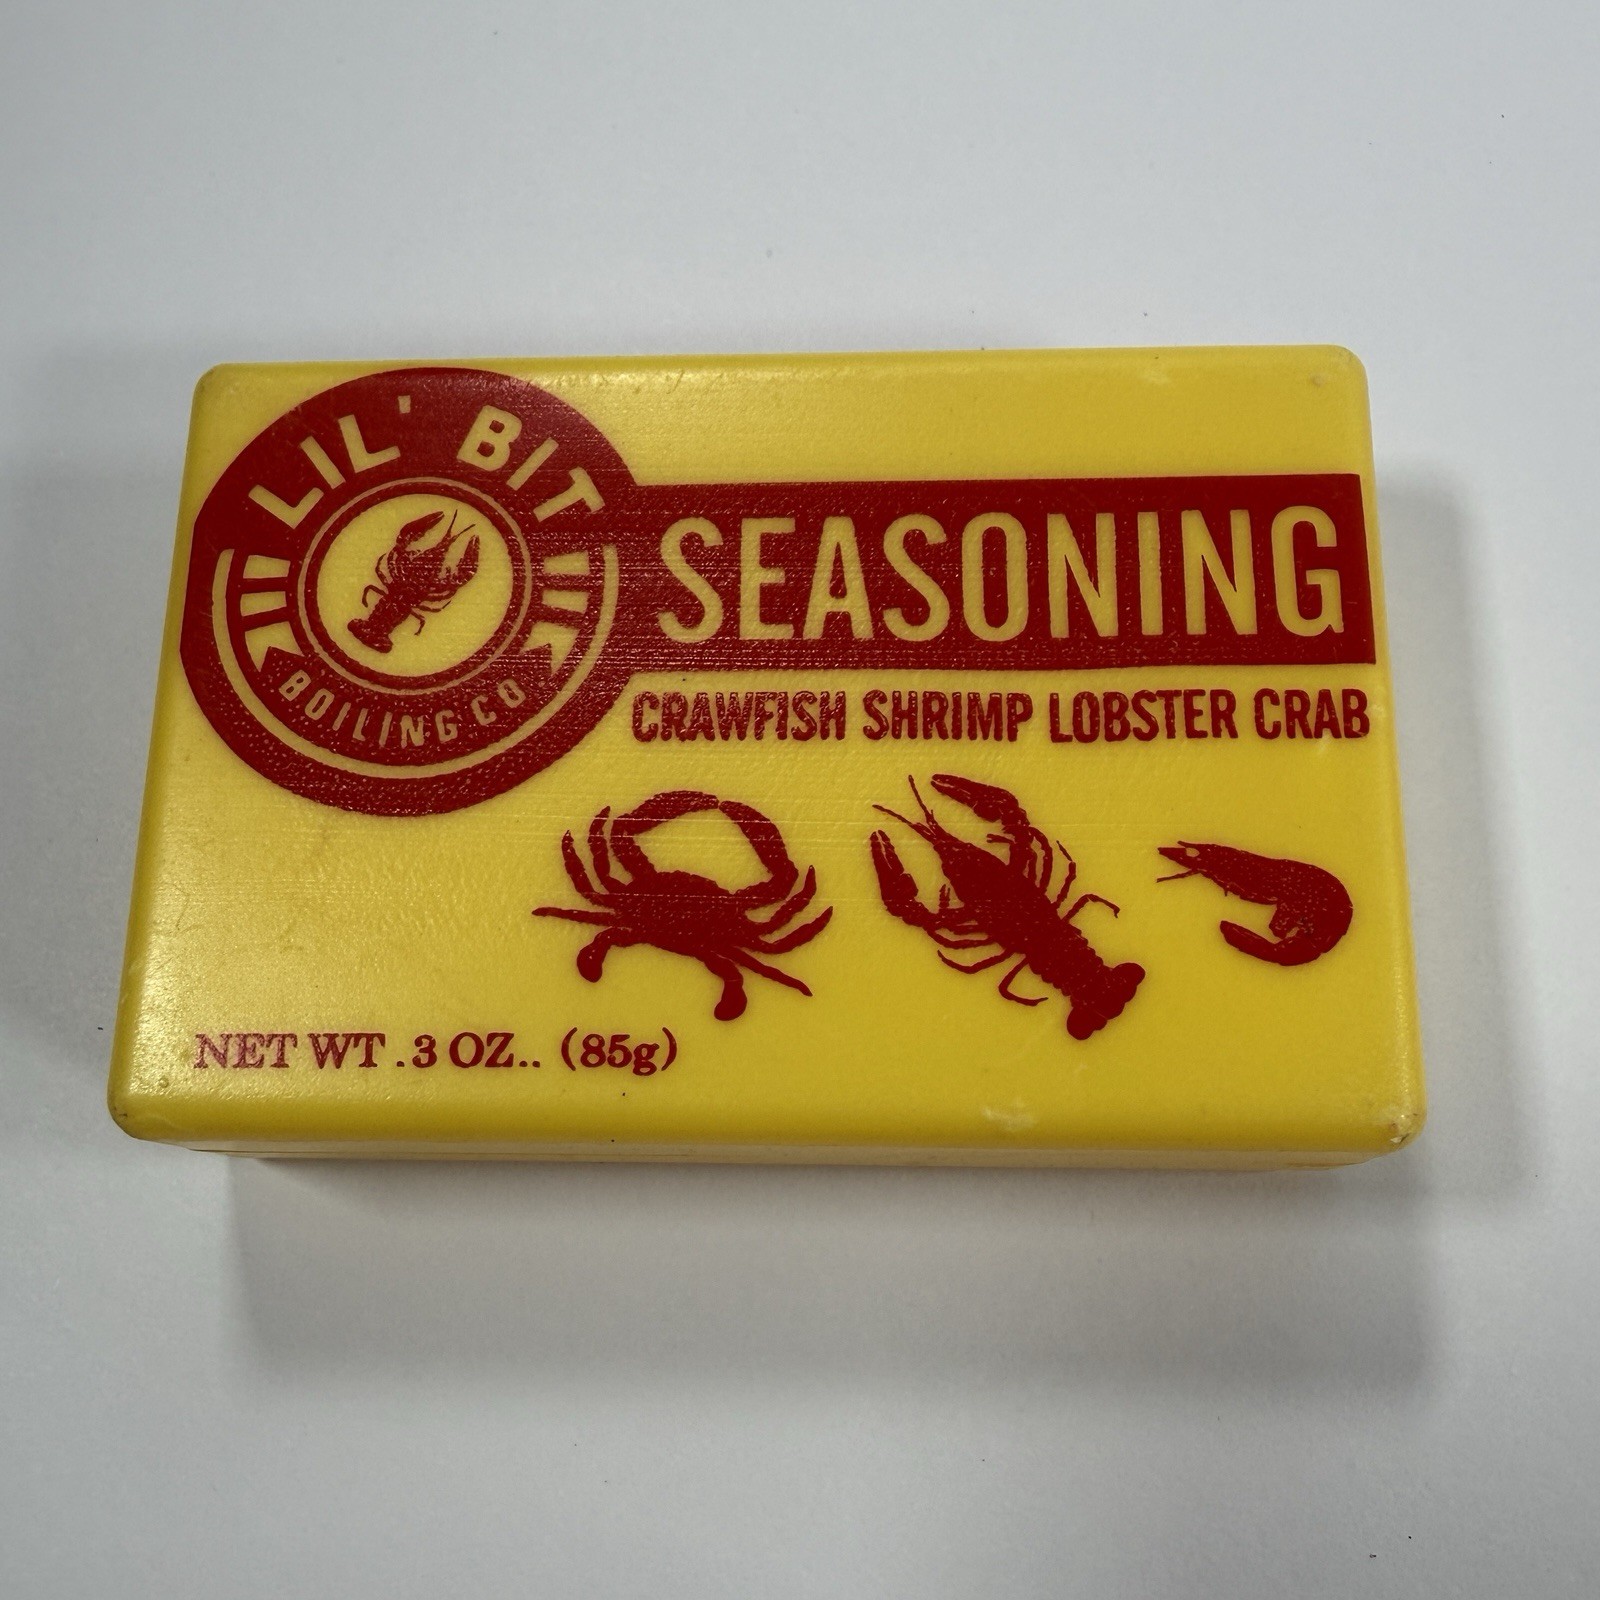 LIL' BIT
BOILING CO
SEASONING
CRAWFISH SHRIMP LOBSTER CRAB
NET WT .3 OZ.. (85g)